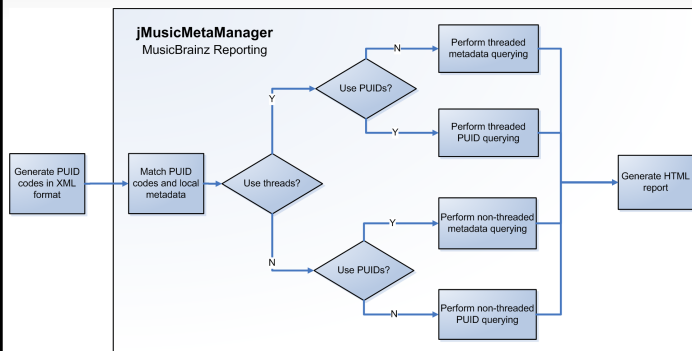 jMusicMetaManager
MusicBrainz Reporting
Generate PUID
codes in XML
format
Match PUID
codes and local
metadata
Use threads?
Y
Use PUIDs?
N
Perform threaded
metadata querying
Y
Perform threaded
PUID querying
N
Use PUIDs?
Y
Perform non-threaded
metadata querying
N
Perform non-threaded
PUID querying
Generate HTML
report